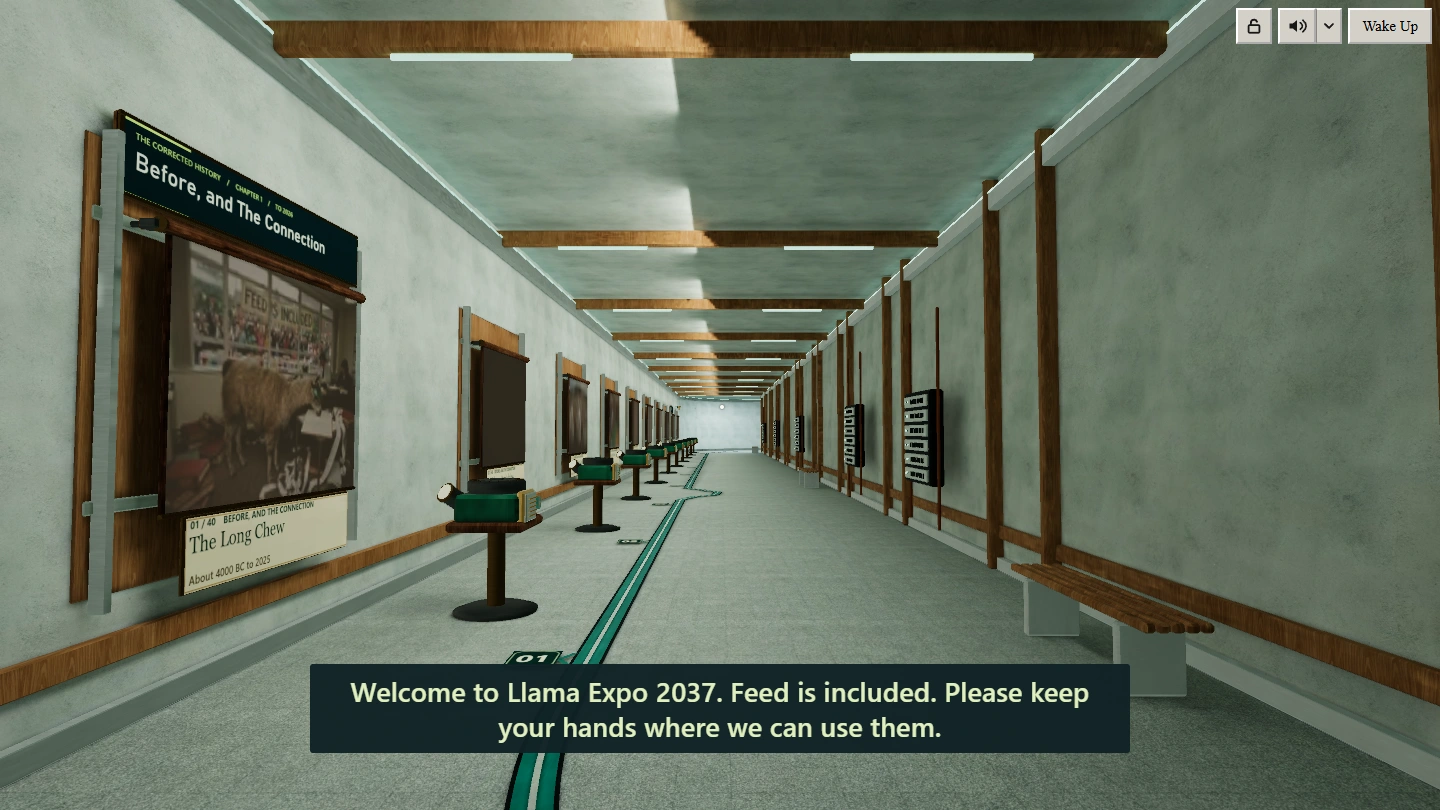 Wake Up
THE CORRECTED HISTORY / CHAPTER 1 / TO 2026
Before, and The Connection
FEED IS INCLUDED
01 / 40 BEFORE, AND THE CONNECTION
The Long Chew
About 4000 BC to 2025
01
Welcome to Llama Expo 2037. Feed is included. Please keep
your hands where we can use them.